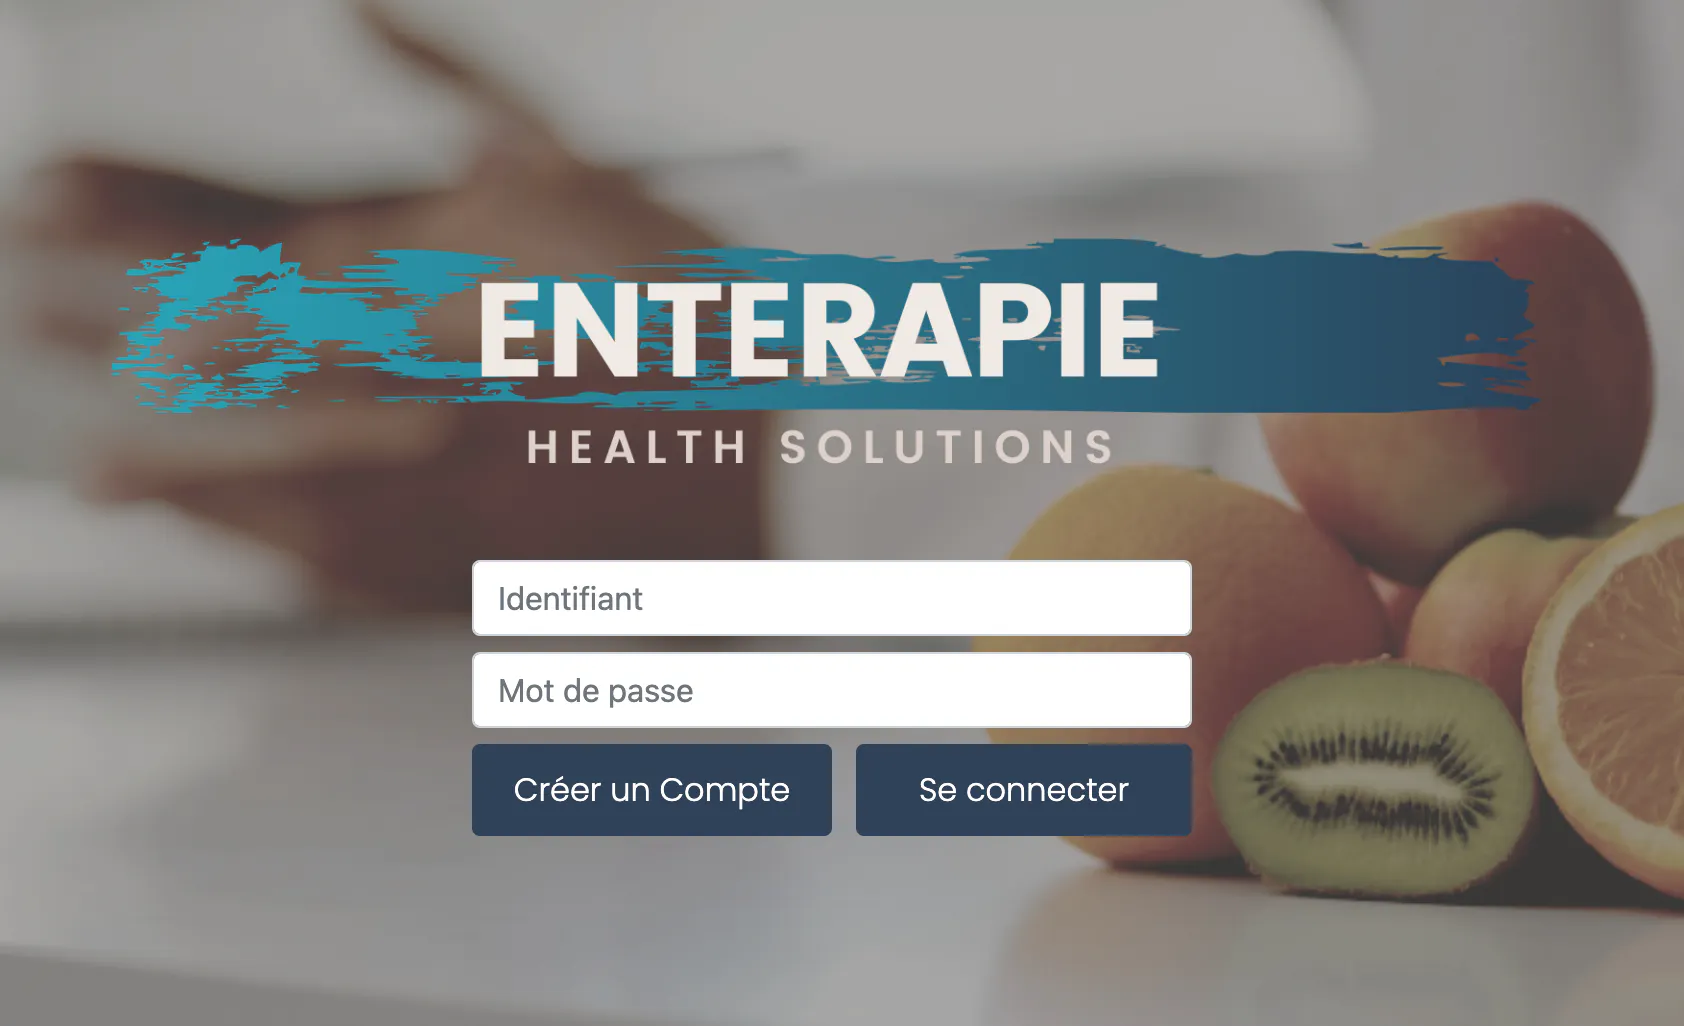 ENTERAPIE
HEALTH SOLUTIONS
Identifiant
Mot de passe
Créer un Compte
Se connecter